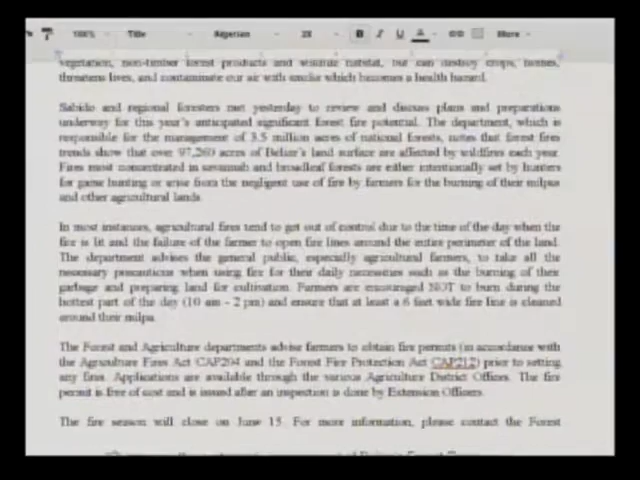 100% Title Algerian 28 B I U A More
vegetation, non-timber forest products and wildlife habitat, but can destroy crops, homes,
threatens lives, and contaminate our air with smoke which becomes a health hazard.
Sabido and regional foresters met yesterday to review and discuss plans and preparations
underway for this year's anticipated significant forest fire potential. The department, which is
responsible for the management of 3.5 million acres of national forests, notes that forest fires
trends show that over 97,260 acres of Belize's land surface are affected by wildfires each year.
Fires most concentrated in savannah and broadleaf forests are either intentionally set by hunters
for game hunting or arise from the negligent use of fire by farmers for the burning of their milpas
and other agricultural lands.
In most instances, agricultural fires tend to get out of control due to the time of the day when the
fire is lit and the failure of the farmer to open fire lines around the entire perimeter of the land.
The department advises the general public, especially agricultural farmers, to take all the
necessary precautions when using fire for their daily necessities such as the burning of their
garbage and preparing land for cultivation. Farmers are encouraged NOT to burn during the
hottest part of the day (10 am - 2 pm) and ensure that at least a 6 feet wide fire line is cleaned
around their milpa.
The Forest and Agriculture departments advise farmers to obtain fire permits (in accordance with
the Agriculture Fires Act CAP204 and the Forest Fire Protection Act CAP212) prior to setting
any fires. Applications are available through the various Agriculture District Offices. The fire
permit is free of cost and is issued after an inspection is done by Extension Officers.
The fire season will close on June 15. For more information, please contact the Forest